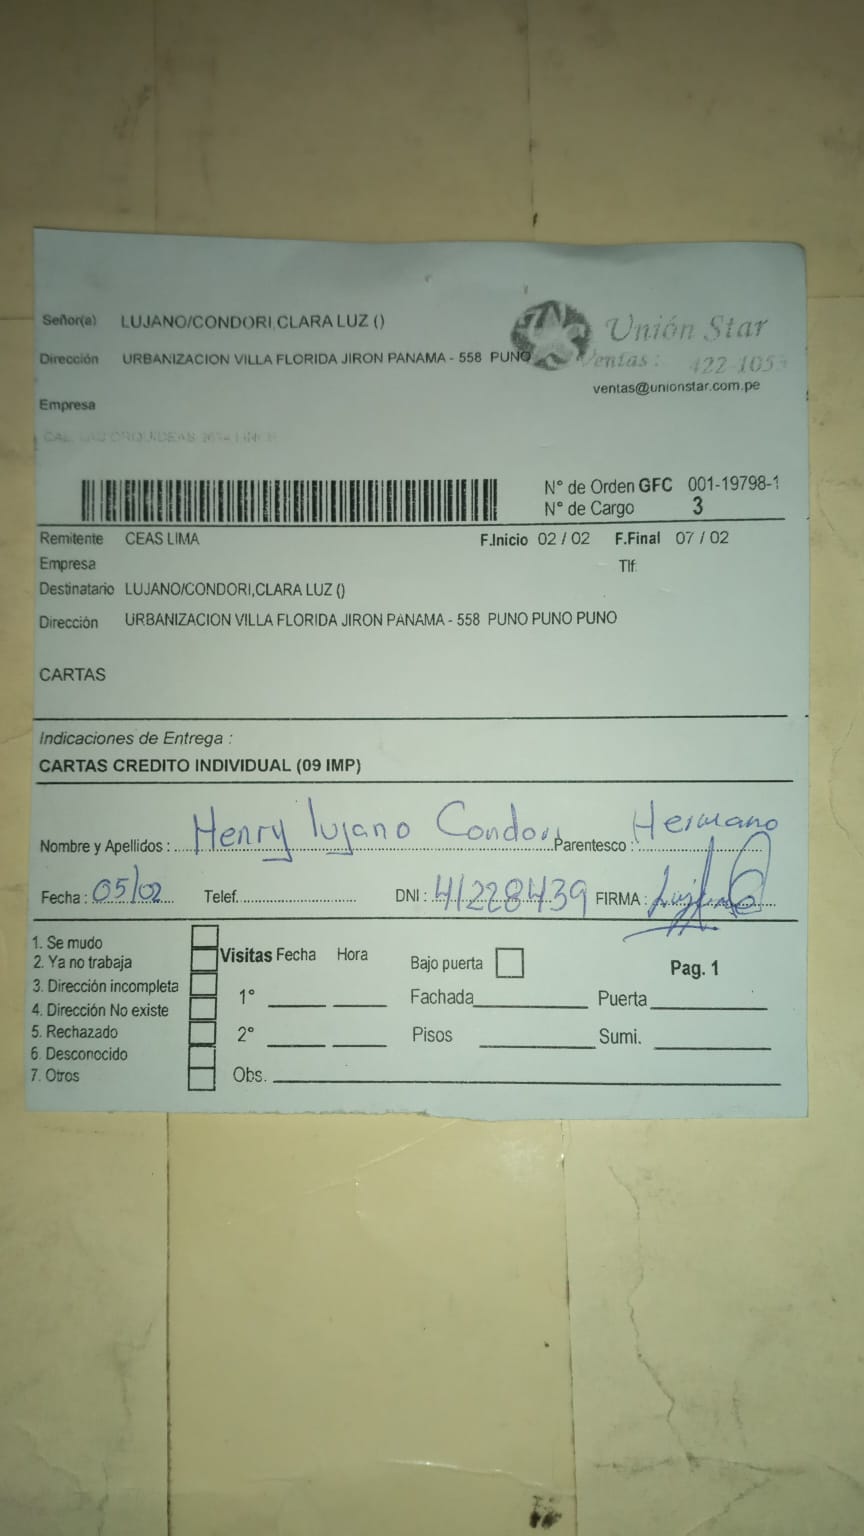 Señor(a) LUJANO/CONDORI,CLARA LUZ ()
Unión Star
Dirección URBANIZACION VILLA FLORIDA JIRON PANAMA - 558 PUNO
Ventas : 422-1053
ventas@unionstar.com.pe
Empresa
N° de Orden GFC 001-19798-1
N° de Cargo 3
Remitente CEAS LIMA F.Inicio 02 / 02 F.Final 07 / 02
Empresa Tlf:
Destinatario LUJANO/CONDORI,CLARA LUZ ()
Dirección URBANIZACION VILLA FLORIDA JIRON PANAMA - 558 PUNO PUNO PUNO
CARTAS
Indicaciones de Entrega :
CARTAS CREDITO INDIVIDUAL (09 IMP)
Nombre y Apellidos : Henry lujano Condori Parentesco : Hermano
Fecha : 05/02 Telef. DNI : 41228439 FIRMA :
1. Se mudo
2. Ya no trabaja
3. Dirección incompleta
4. Dirección No existe
5. Rechazado
6. Desconocido
7. Otros
Visitas Fecha Hora Bajo puerta Pag. 1
1° Fachada Puerta
2° Pisos Sumi.
Obs.